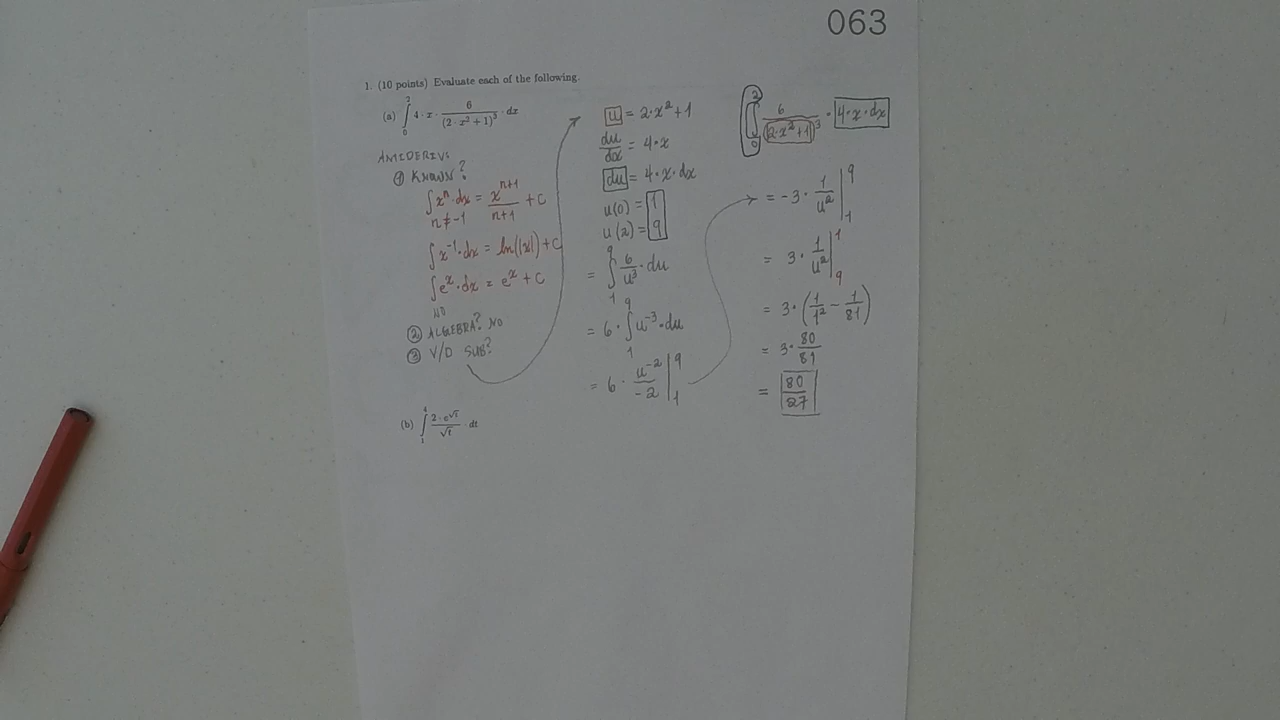 063
1. (10 points) Evaluate each of the following.
(a) ∫₀² 4 · x · 6/(2 · x² + 1)³ · dx
① KNOWN?
∫xⁿ·dx = xⁿ⁺¹/(n+1) + C
n ≠ -1
∫x⁻¹·dx = ln(|x|) + C
∫eˣ·dx = eˣ + C
NO
② ALGEBRA? NO
③ V/D SUB?
u = 2·x²+1
du/dx = 4·x
du = 4·x·dx
u(0) = 1
u(2) = 9
= ∫₁⁹ 6/u³ · du
= 6 · ∫₁⁹ u⁻³·du
= 6 · u⁻²/-2 |₁⁹
∫₀² 6/(2·x²+1)³ · 4·x·dx
= -3 · 1/u² |₁⁹
= 3 · 1/u² |₉¹
= 3 · (1/1² - 1/81)
= 3 · 80/81
= 80/27
(b) ∫₁⁴ 2 · e^√t/√t · dt